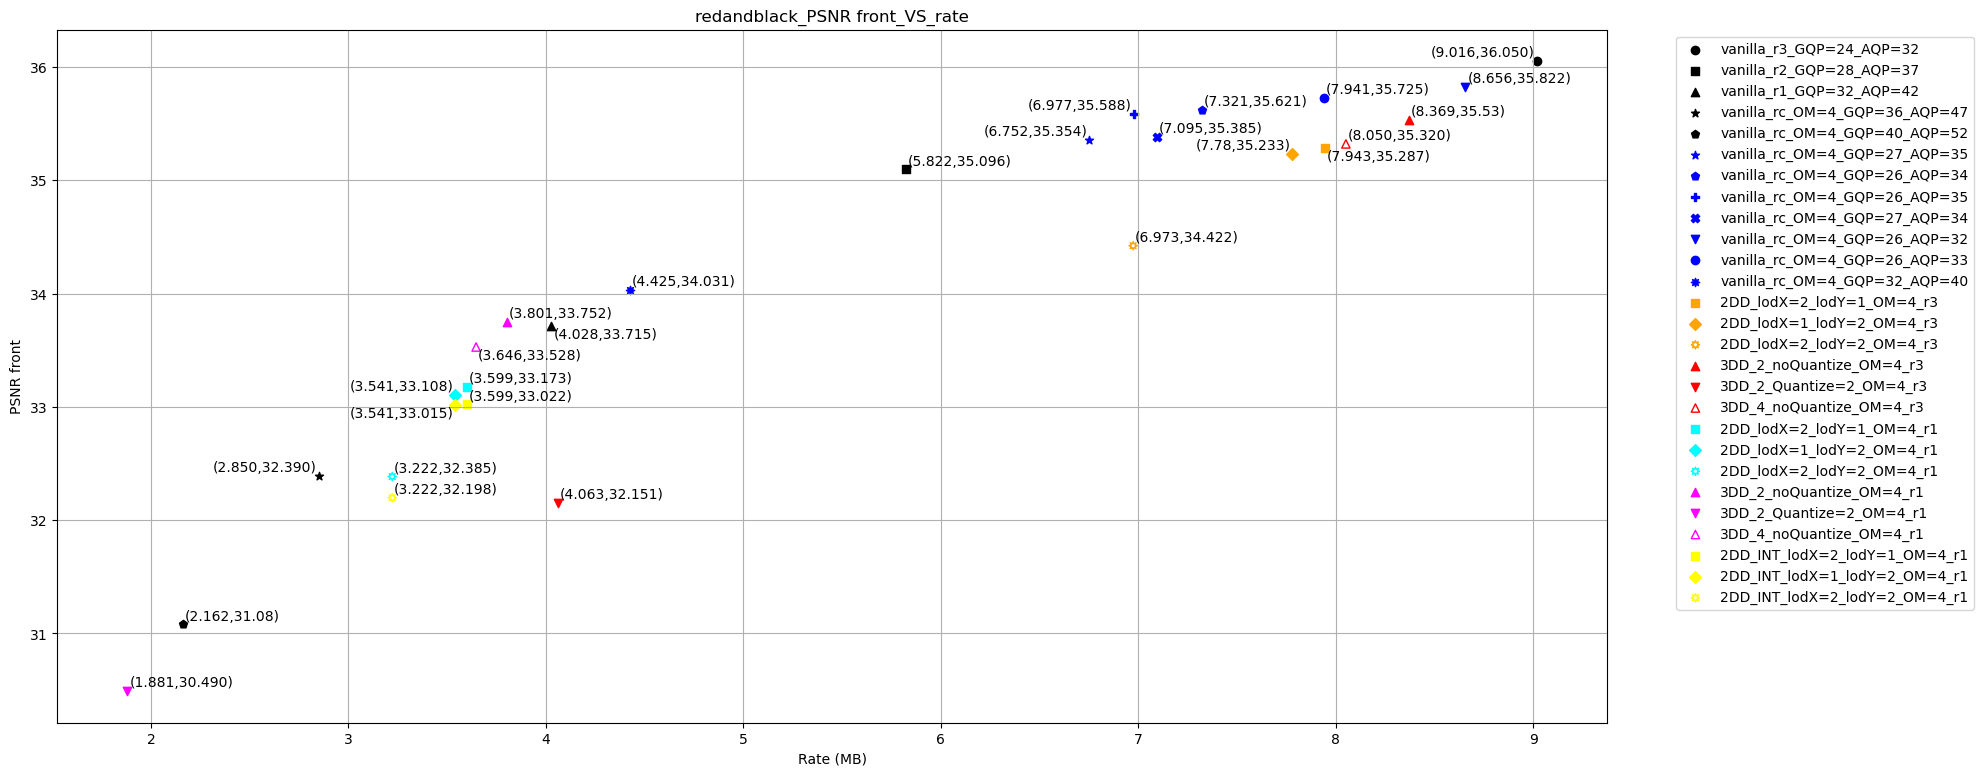 redandblack_PSNR front_VS_rate
PSNR front
36
35
34
33
32
31
(9.016,36.050)
(8.656,35.822)
(7.941,35.725)
(7.321,35.621)
(6.977,35.588)
(8.369,35.53)
(7.095,35.385)
(6.752,35.354)
(8.050,35.320)
(7.78,35.233)
(7.943,35.287)
(5.822,35.096)
(6.973,34.422)
(4.425,34.031)
(3.801,33.752)
(4.028,33.715)
(3.646,33.528)
(3.599,33.173)
(3.541,33.108)
(3.599,33.022)
(3.541,33.015)
(2.850,32.390)
(3.222,32.385)
(3.222,32.198)
(4.063,32.151)
(2.162,31.08)
(1.881,30.490)
2
3
4
5
6
7
8
9
Rate (MB)
vanilla_r3_GQP=24_AQP=32
vanilla_r2_GQP=28_AQP=37
vanilla_r1_GQP=32_AQP=42
vanilla_rc_OM=4_GQP=36_AQP=47
vanilla_rc_OM=4_GQP=40_AQP=52
vanilla_rc_OM=4_GQP=27_AQP=35
vanilla_rc_OM=4_GQP=26_AQP=34
vanilla_rc_OM=4_GQP=26_AQP=35
vanilla_rc_OM=4_GQP=27_AQP=34
vanilla_rc_OM=4_GQP=26_AQP=32
vanilla_rc_OM=4_GQP=26_AQP=33
vanilla_rc_OM=4_GQP=32_AQP=40
2DD_lodX=2_lodY=1_OM=4_r3
2DD_lodX=1_lodY=2_OM=4_r3
2DD_lodX=2_lodY=2_OM=4_r3
3DD_2_noQuantize_OM=4_r3
3DD_2_Quantize=2_OM=4_r3
3DD_4_noQuantize_OM=4_r3
2DD_lodX=2_lodY=1_OM=4_r1
2DD_lodX=1_lodY=2_OM=4_r1
2DD_lodX=2_lodY=2_OM=4_r1
3DD_2_noQuantize_OM=4_r1
3DD_2_Quantize=2_OM=4_r1
3DD_4_noQuantize_OM=4_r1
2DD_INT_lodX=2_lodY=1_OM=4_r1
2DD_INT_lodX=1_lodY=2_OM=4_r1
2DD_INT_lodX=2_lodY=2_OM=4_r1